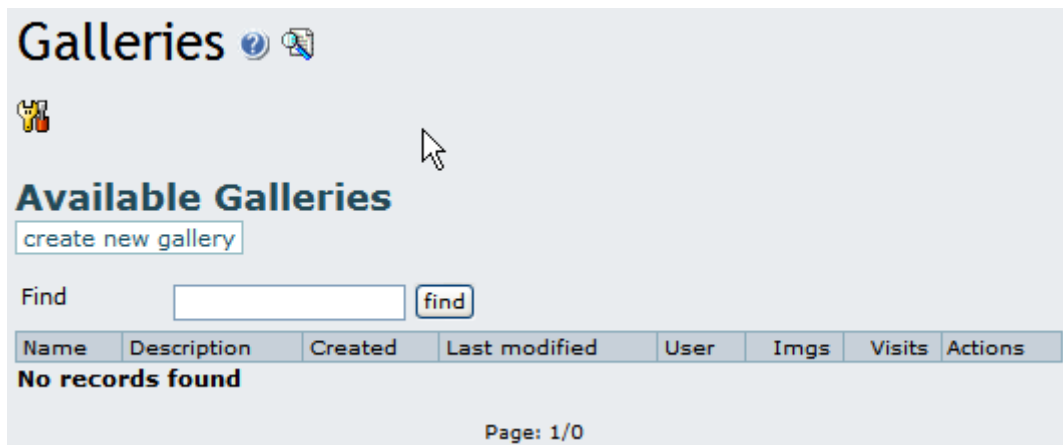 Galleries
Available Galleries
create new gallery
Find find
Name Description Created Last modified User Imgs Visits Actions
No records found
Page: 1/0